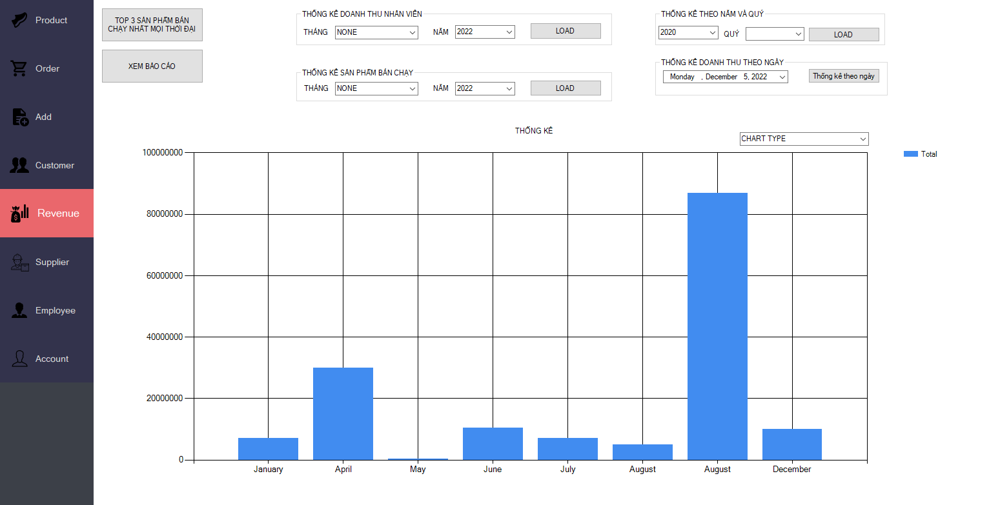 Product
Order
Add
Customer
Revenue
Supplier
Employee
Account
TOP 3 SẢN PHẨM BÁN
CHẠY NHẤT MỌI THỜI ĐẠI
XEM BÁO CÁO
THỐNG KÊ DOANH THU NHÂN VIÊN
THÁNG NONE NĂM 2022 LOAD
THỐNG KÊ SẢN PHẨM BÁN CHẠY
THÁNG NONE NĂM 2022 LOAD
THỐNG KÊ THEO NĂM VÀ QUÝ
2020 QUÝ LOAD
THỐNG KÊ DOANH THU THEO NGÀY
Monday , December 5, 2022 Thống kê theo ngày
THỐNG KÊ
CHART TYPE
Total
100000000
80000000
60000000
40000000
20000000
0
January April May June July August August December